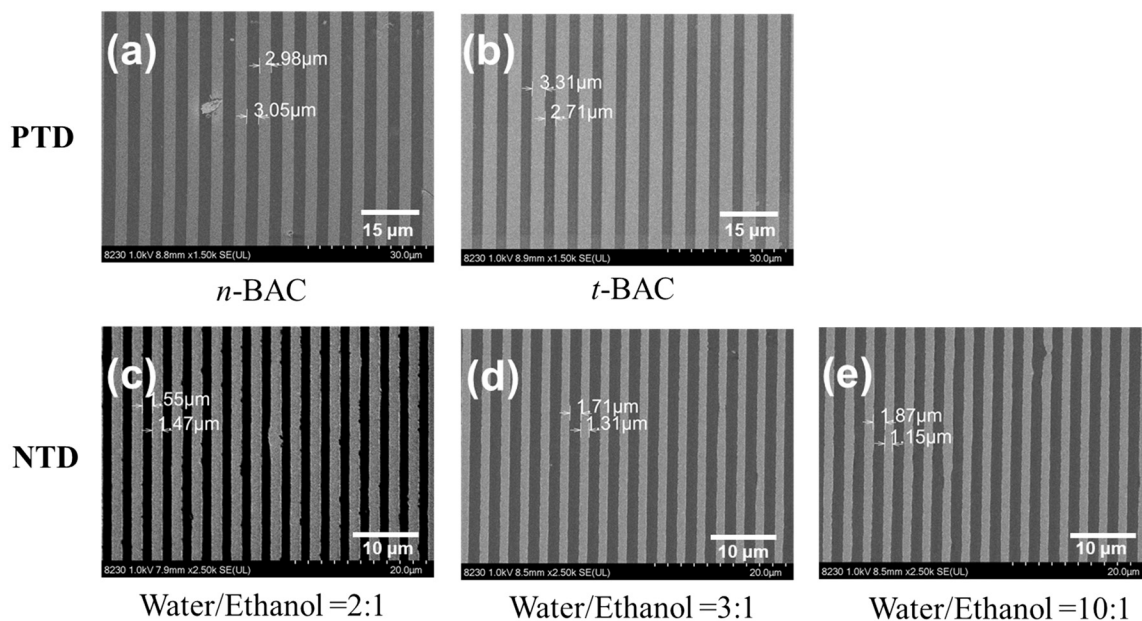 PTD
(a)
2.98µm
3.05µm
15 µm
8230 1.0kV 8.8mm x1.50k SE(UL)
30.0µm
n-BAC
(b)
3.31µm
2.71µm
15 µm
8230 1.0kV 8.9mm x1.50k SE(UL)
30.0µm
t-BAC
NTD
(c)
1.55µm
1.47µm
10 µm
8230 1.0kV 7.9mm x2.50k SE(UL)
20.0µm
Water/Ethanol =2:1
(d)
1.71µm
1.31µm
10 µm
8230 1.0kV 8.5mm x2.50k SE(UL)
20.0µm
Water/Ethanol =3:1
(e)
1.87µm
1.15µm
10 µm
8230 1.0kV 8.5mm x2.50k SE(UL)
20.0µm
Water/Ethanol =10:1